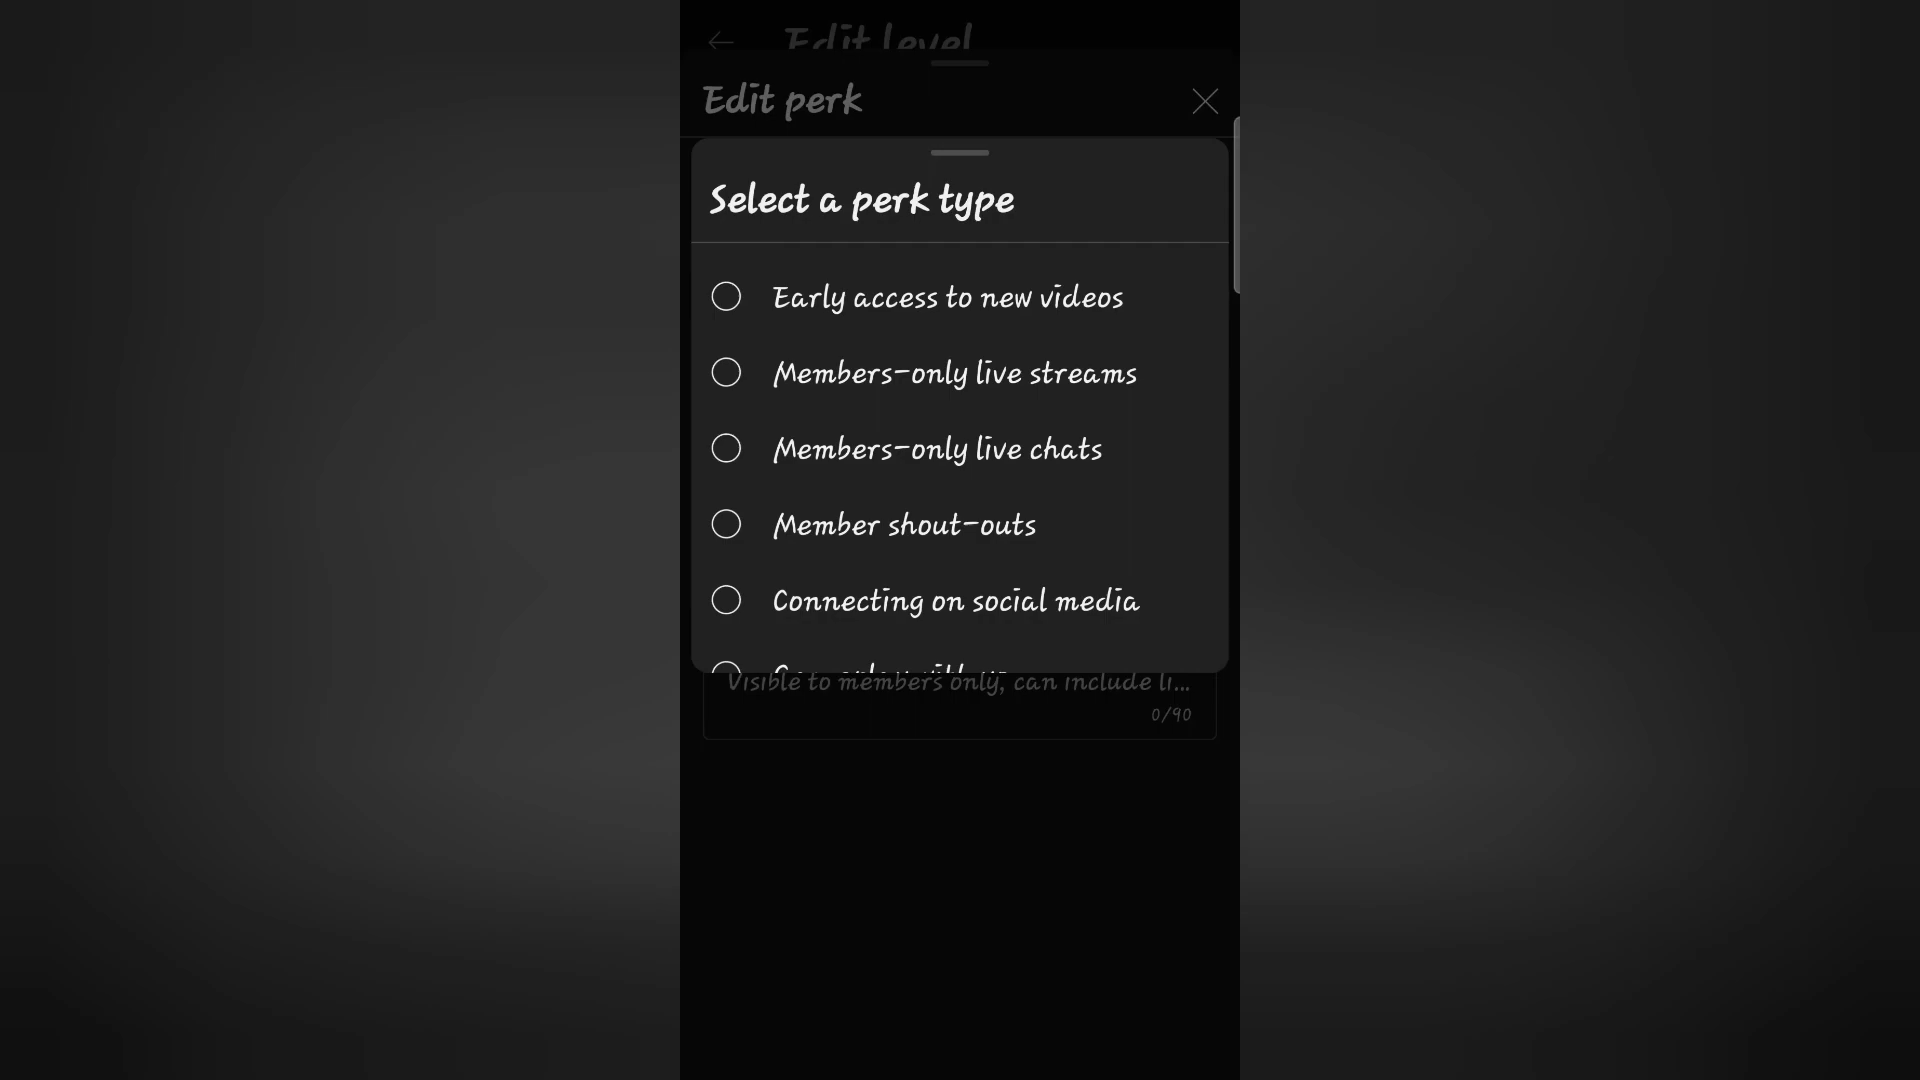 Edit level
Edit perk
Select a perk type
Early access to new videos
Members-only live streams
Members-only live chats
Member shout-outs
Connecting on social media
Visible to members only, can include li...
0/90